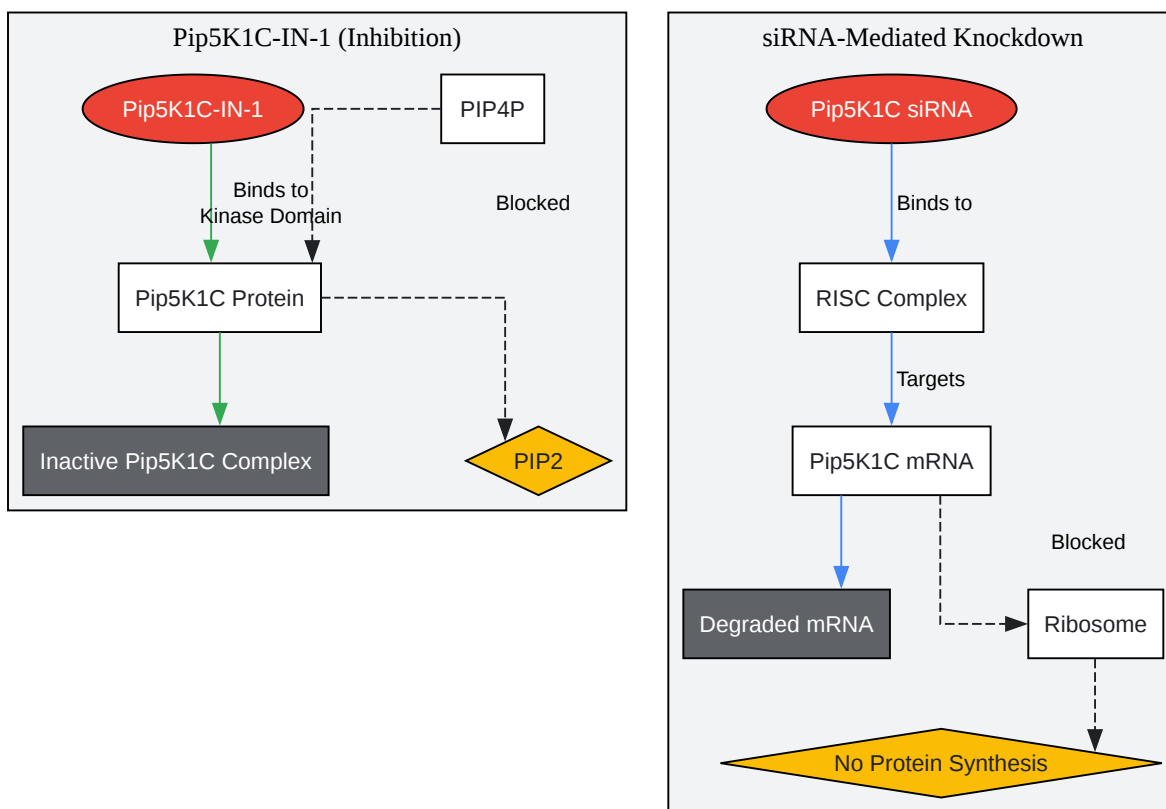 Pip5K1C-IN-1 (Inhibition)
Pip5K1C-IN-1
PIP4P
Binds to
Kinase Domain
Blocked
Pip5K1C Protein
Inactive Pip5K1C Complex
PIP2
siRNA-Mediated Knockdown
Pip5K1C siRNA
Binds to
RISC Complex
Targets
Pip5K1C mRNA
Blocked
Degraded mRNA
Ribosome
No Protein Synthesis